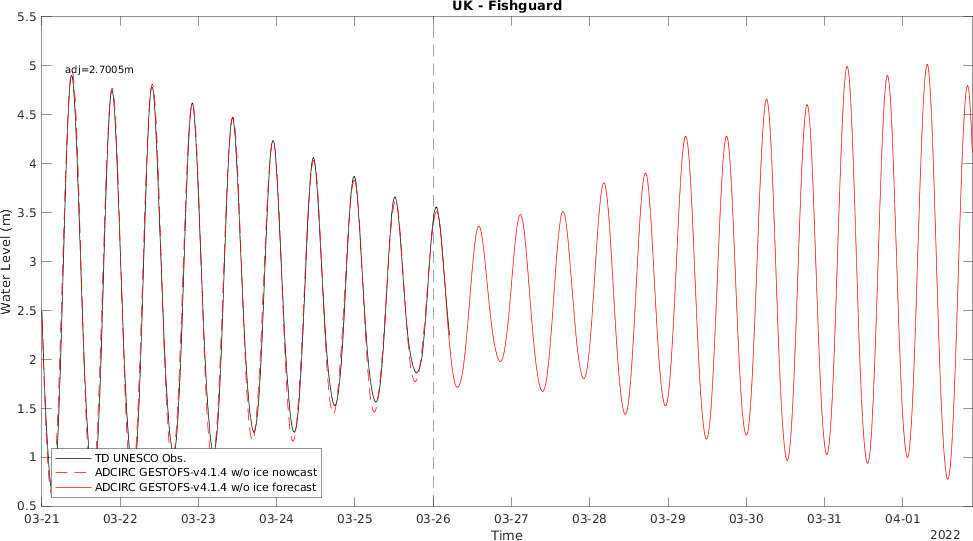 UK - Fishguard
5.5
5
4.5
4
3.5
3
2.5
2
1.5
1
0.5
Water Level (m)
adj=2.7005m
TD UNESCO Obs.
ADCIRC GESTOFS-v4.1.4 w/o ice nowcast
ADCIRC GESTOFS-v4.1.4 w/o ice forecast
03-21 03-22 03-23 03-24 03-25 03-26 03-27 03-28 03-29 03-30 03-31 04-01
Time
2022